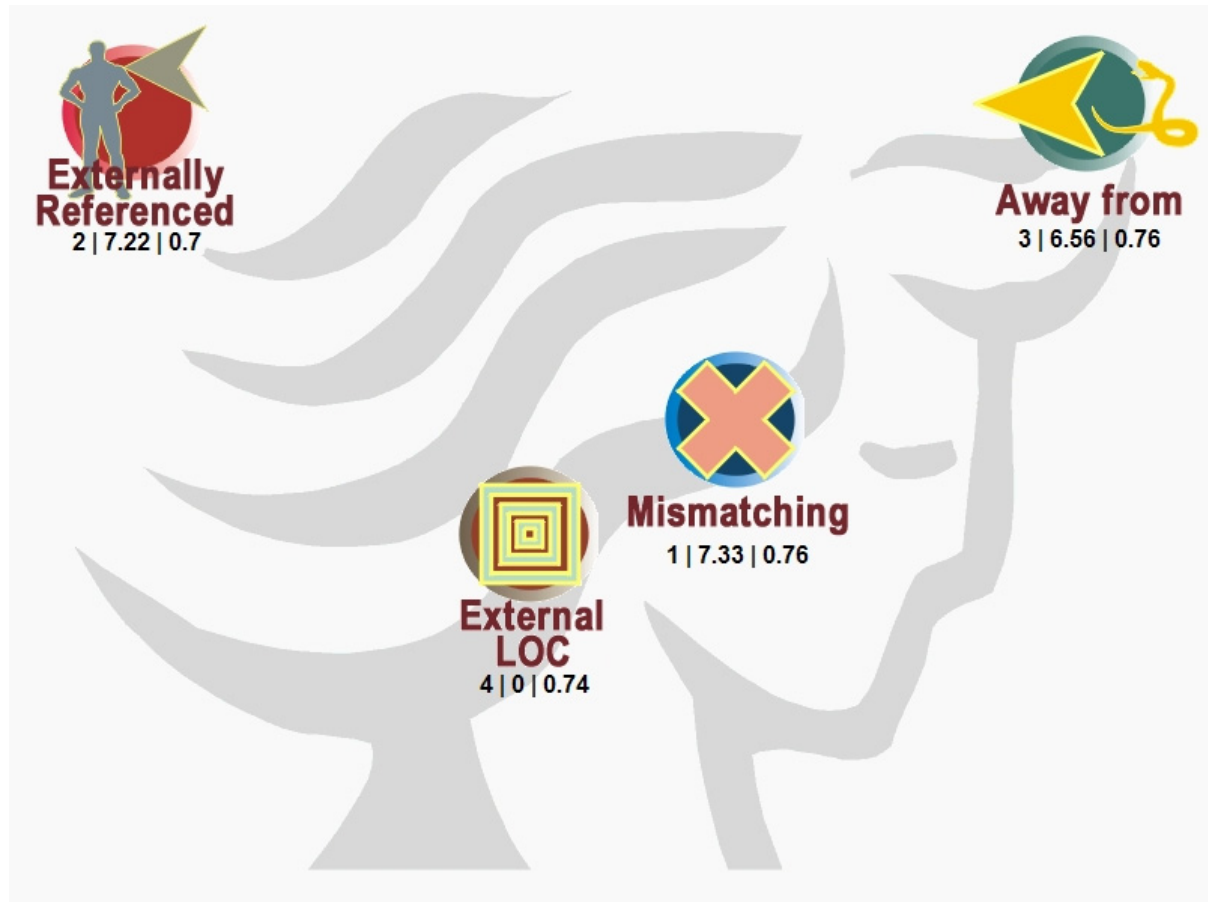 Externally
Referenced
2 | 7.22 | 0.7
Away from
3 | 6.56 | 0.76
Mismatching
1 | 7.33 | 0.76
External
LOC
4 | 0 | 0.74